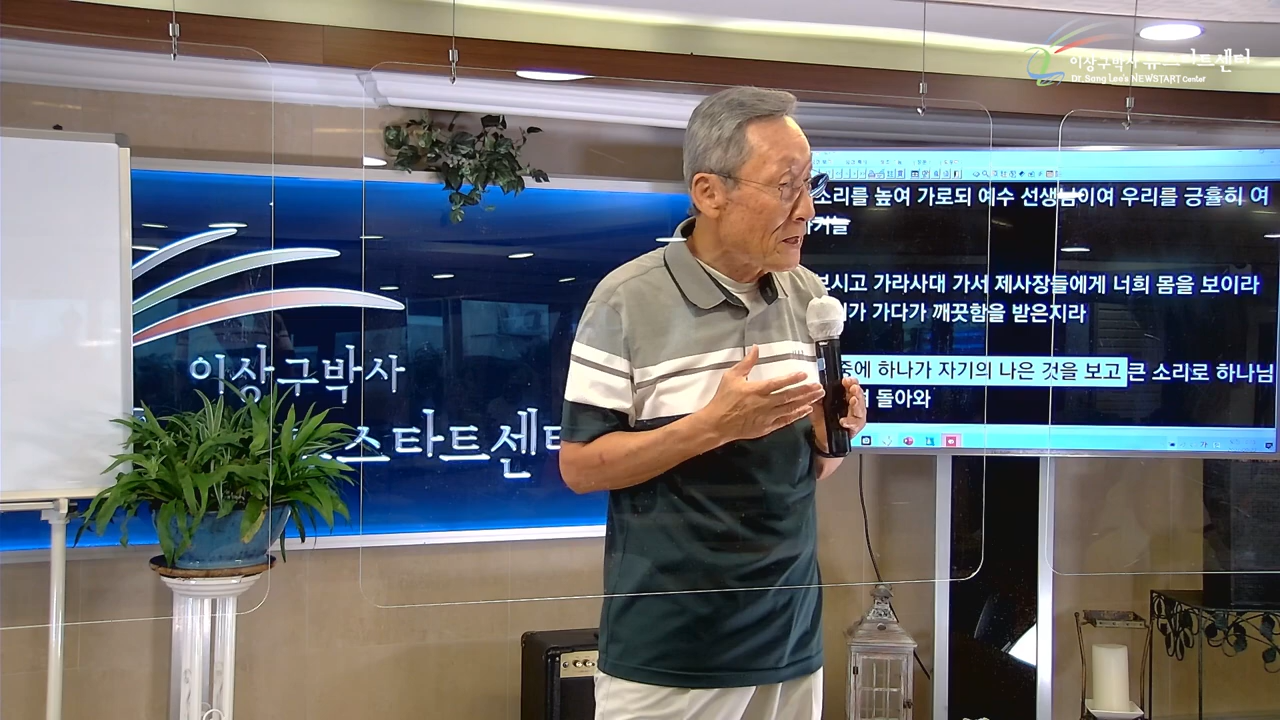 이상구박사 뉴스타트센터
Dr. Sang Lee's NEWSTART Center
소리를 높여 가로되 예수 선생님이여 우리를 긍휼히 여
보시고 가라사대 가서 제사장들에게 너희 몸을 보이라
가 가다가 깨끗함을 받은지라
중에 하나가 자기의 나은 것을 보고 큰 소리로 하나님
돌아와
이상구박사
스타트센터